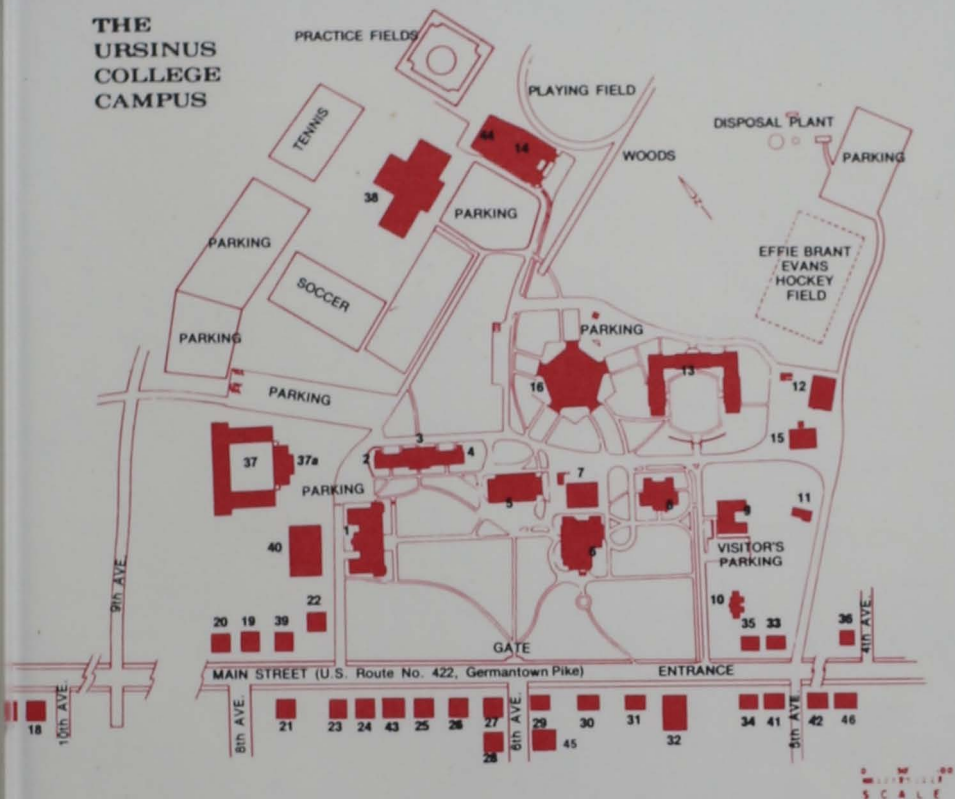 THE
URSINUS
COLLEGE
CAMPUS
PRACTICE FIELDS
PLAYING FIELD
TENNIS
DISPOSAL PLANT
44
14
WOODS
PARKING
38
N
PARKING
PARKING
EFFIE BRANT
EVANS
HOCKEY
FIELD
SOCCER
PARKING
PARKING
13
16
12
PARKING
15
3
2
4
37
37a
7
PARKING
5
8
11
9
1
40
6
VISITOR'S
PARKING
9th AVE.
10
22
20
19
39
35
33
36
4th AVE.
GATE
MAIN STREET (U.S. Route No. 422, Germantown Pike)
ENTRANCE
18
10th AVE.
8th AVE.
21
23
24
43
25
26
27
6th AVE.
29
30
31
32
34
41
5th AVE.
42
46
28
45
SCALE